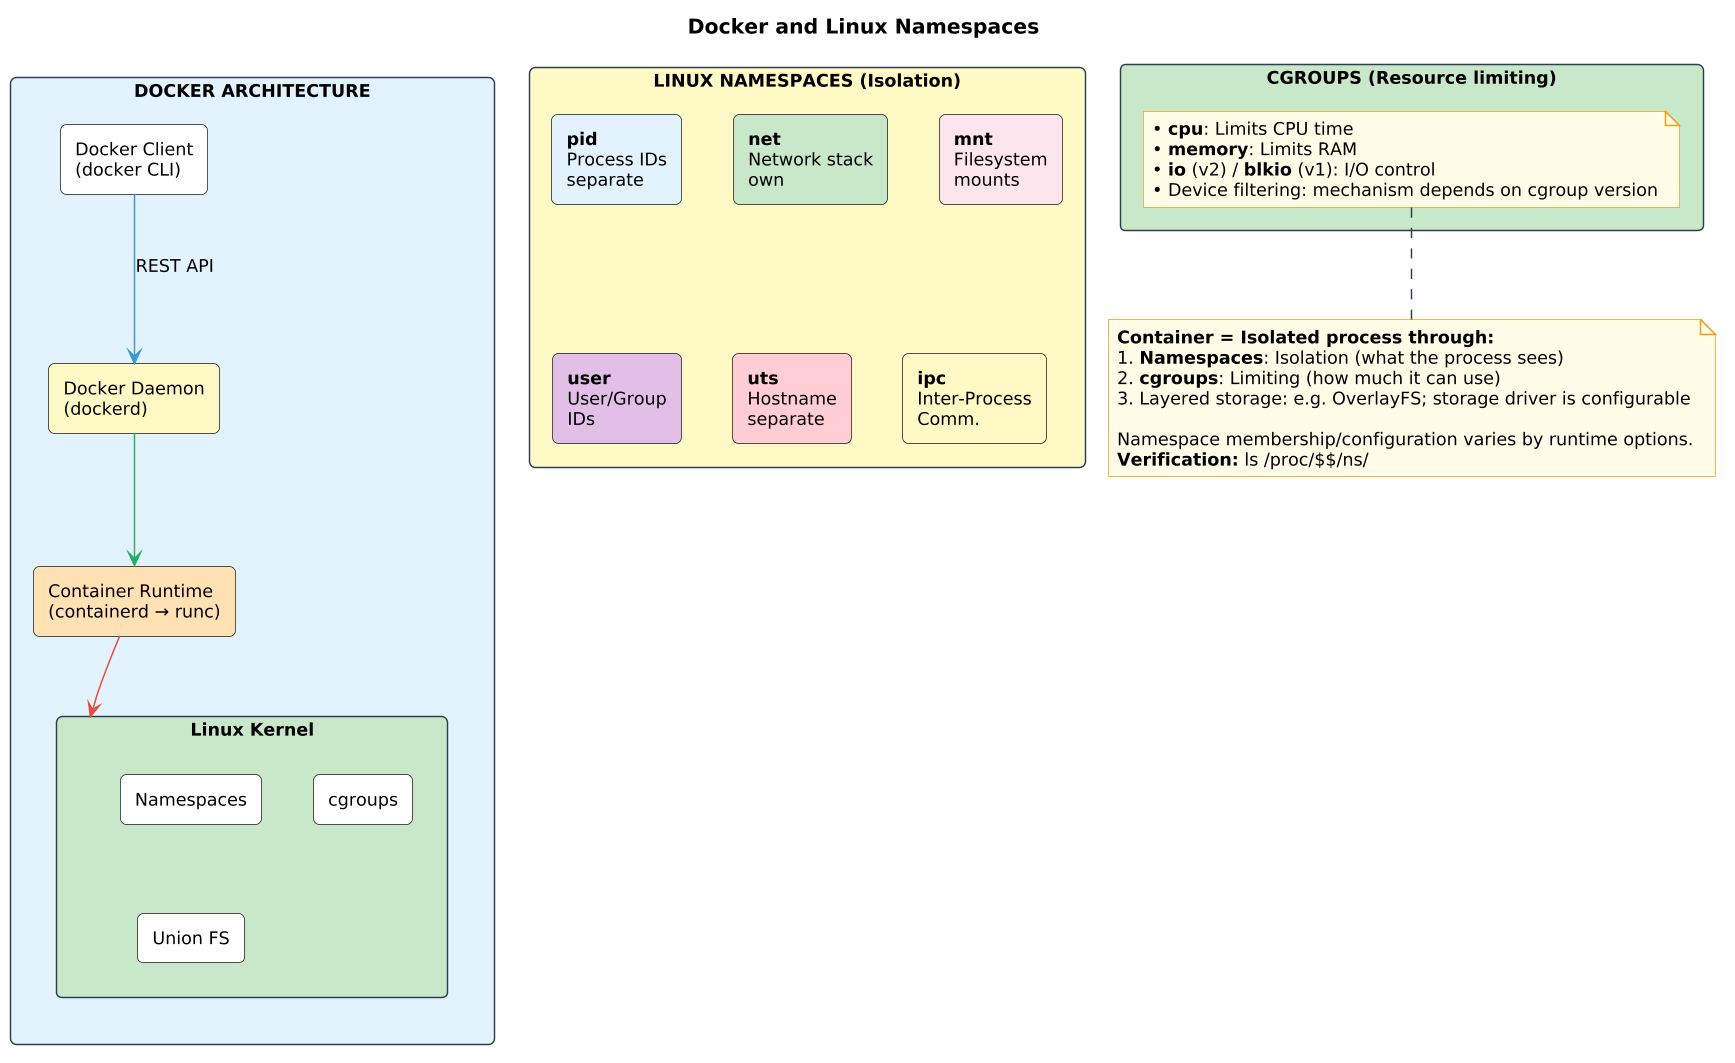 Docker and Linux Namespaces
DOCKER ARCHITECTURE
Docker Client
(docker CLI)
REST API
Docker Daemon
(dockerd)
Container Runtime
(containerd → runc)
Linux Kernel
Namespaces
cgroups
Union FS
LINUX NAMESPACES (Isolation)
pid
Process IDs
separate
net
Network stack
own
mnt
Filesystem
mounts
user
User/Group
IDs
uts
Hostname
separate
ipc
Inter-Process
Comm.
CGROUPS (Resource limiting)
• cpu: Limits CPU time
• memory: Limits RAM
• io (v2) / blkio (v1): I/O control
• Device filtering: mechanism depends on cgroup version
Container = Isolated process through:
1. Namespaces: Isolation (what the process sees)
2. cgroups: Limiting (how much it can use)
3. Layered storage: e.g. OverlayFS; storage driver is configurable
Namespace membership/configuration varies by runtime options.
Verification: ls /proc/$$/ns/